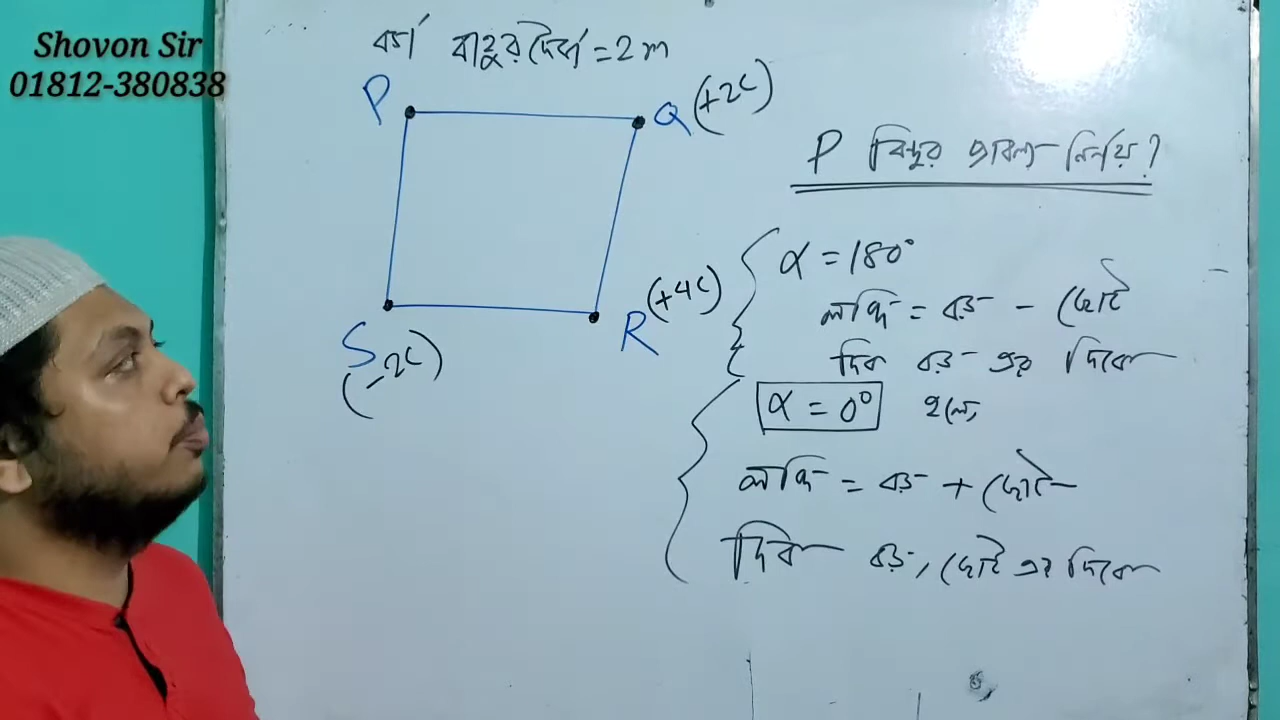 Shovon Sir
01812-380838
বর্গ বাহুর দৈর্ঘ্য = 2 m
P
Q (+2C)
S
(-2C)
R (+4C)
P বিন্দুর প্রাবল্য নির্ণয়?
α = 180°
লব্ধি = বড় - ছোট
দিক বড় এর দিকে
α = 0° হলে,
লব্ধি = বড় + ছোট
দিক বড়, ছোট এর দিকে